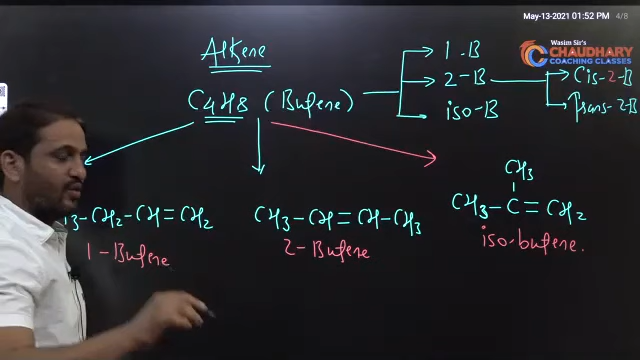 May-13-2021 01:52 PM 4/8
Wasim Sir's
CHAUDHARY
COACHING CLASSES
Alkene
C4H8 (Butene)
1-B
2-B
iso-B
Cis-2-B
Trans-2-B
3-CH2-CH=CH2
1-Butene
CH3-CH=CH-CH3
2-Butene
CH3
CH3-C=CH2
iso-butene.